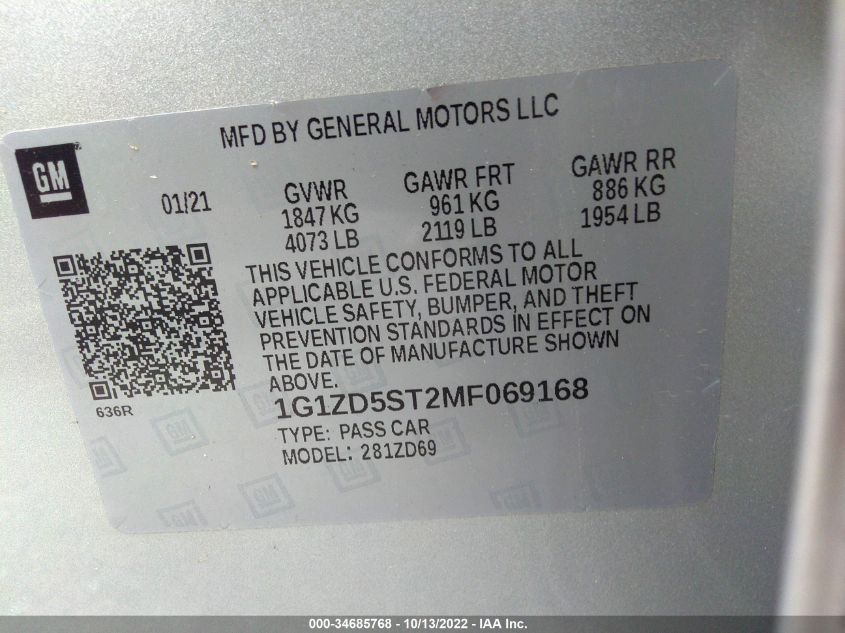 MFD BY GENERAL MOTORS LLC
GM
01/21
GVWR
1847 KG
4073 LB
GAWR FRT
961 KG
2119 LB
GAWR RR
886 KG
1954 LB
THIS VEHICLE CONFORMS TO ALL
APPLICABLE U.S. FEDERAL MOTOR
VEHICLE SAFETY, BUMPER, AND THEFT
PREVENTION STANDARDS IN EFFECT ON
THE DATE OF MANUFACTURE SHOWN
ABOVE.
636R
1G1ZD5ST2MF069168
TYPE: PASS CAR
MODEL: 281ZD69
000-34685768 - 10/13/2022 - IAA Inc.